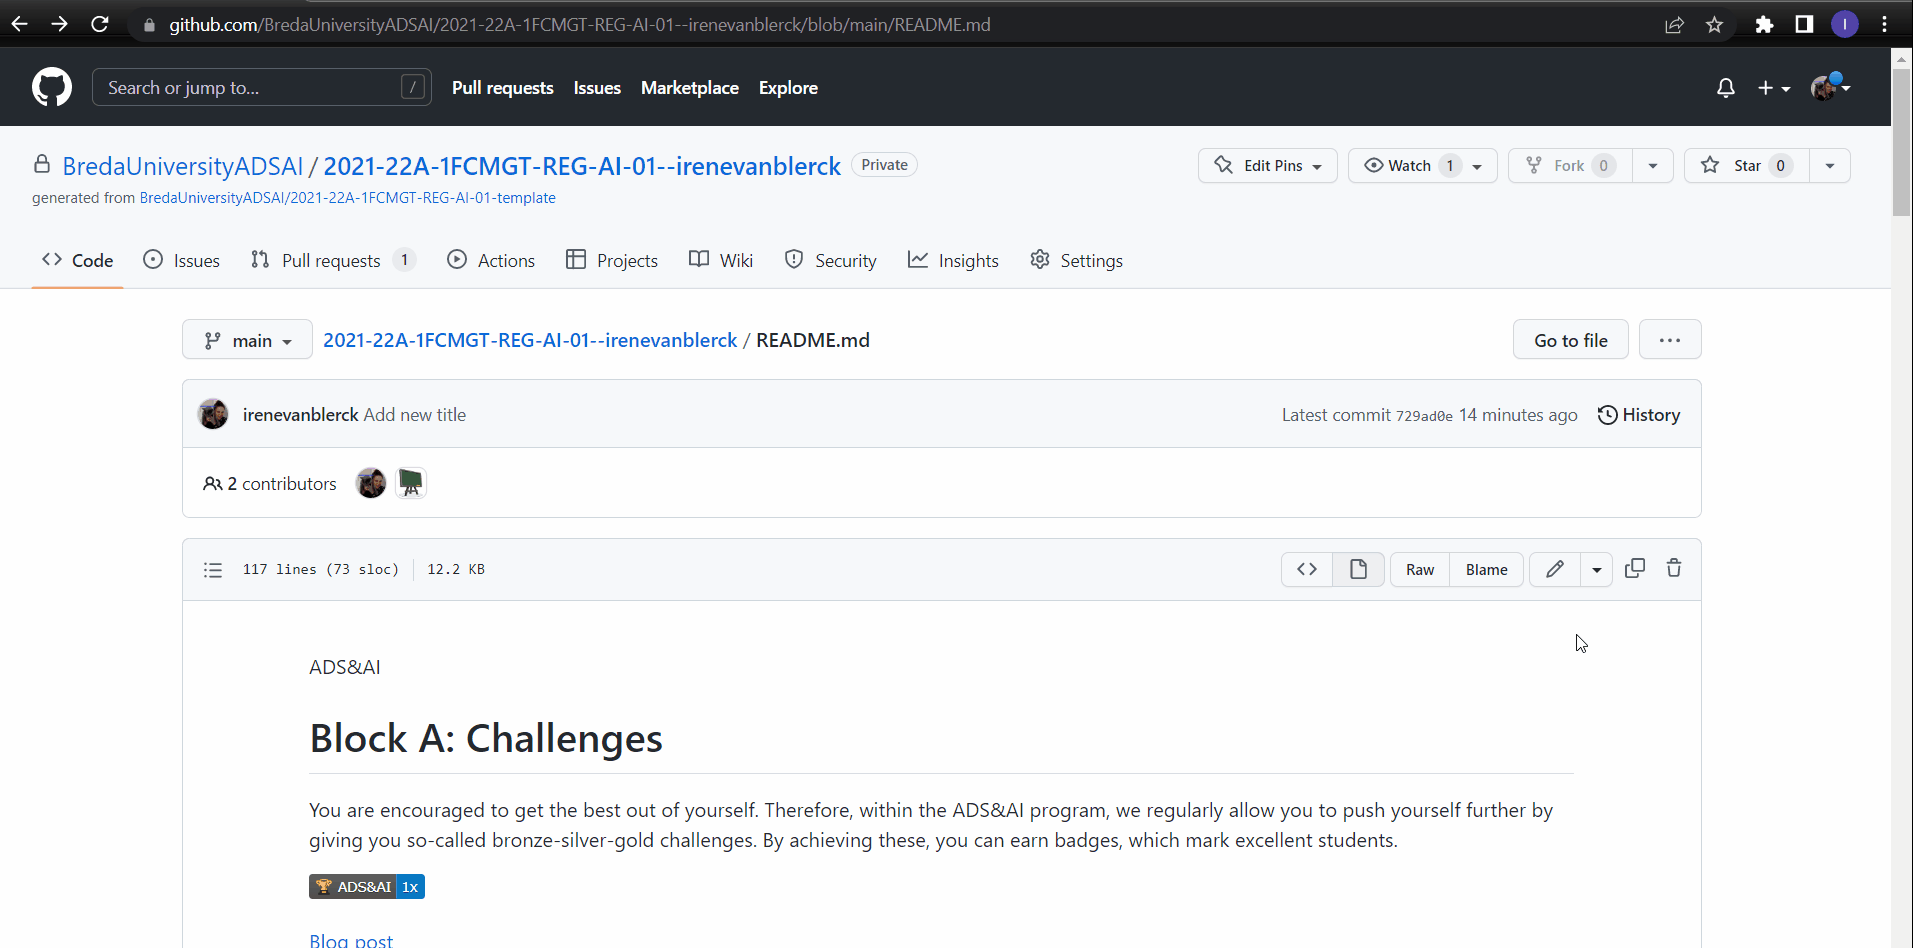 github.com/BredaUniversityADSAI/2021-22A-1FCMGT-REG-AI-01--irenevanblerck/blob/main/README.md
I
Search or jump to... /
Pull requests Issues Marketplace Explore
BredaUniversityADSAI / 2021-22A-1FCMGT-REG-AI-01--irenevanblerck Private
Edit Pins Watch 1 Fork 0 Star 0
generated from BredaUniversityADSAI/2021-22A-1FCMGT-REG-AI-01-template
Code Issues Pull requests 1 Actions Projects Wiki Security Insights Settings
main 2021-22A-1FCMGT-REG-AI-01--irenevanblerck / README.md Go to file ...
irenevanblerck Add new title Latest commit 729ad0e 14 minutes ago History
2 contributors
117 lines (73 sloc) 12.2 KB Raw Blame
ADS&AI
Block A: Challenges
You are encouraged to get the best out of yourself. Therefore, within the ADS&AI program, we regularly allow you to push yourself further by
giving you so-called bronze-silver-gold challenges. By achieving these, you can earn badges, which mark excellent students.
ADS&AI 1x
Blog post